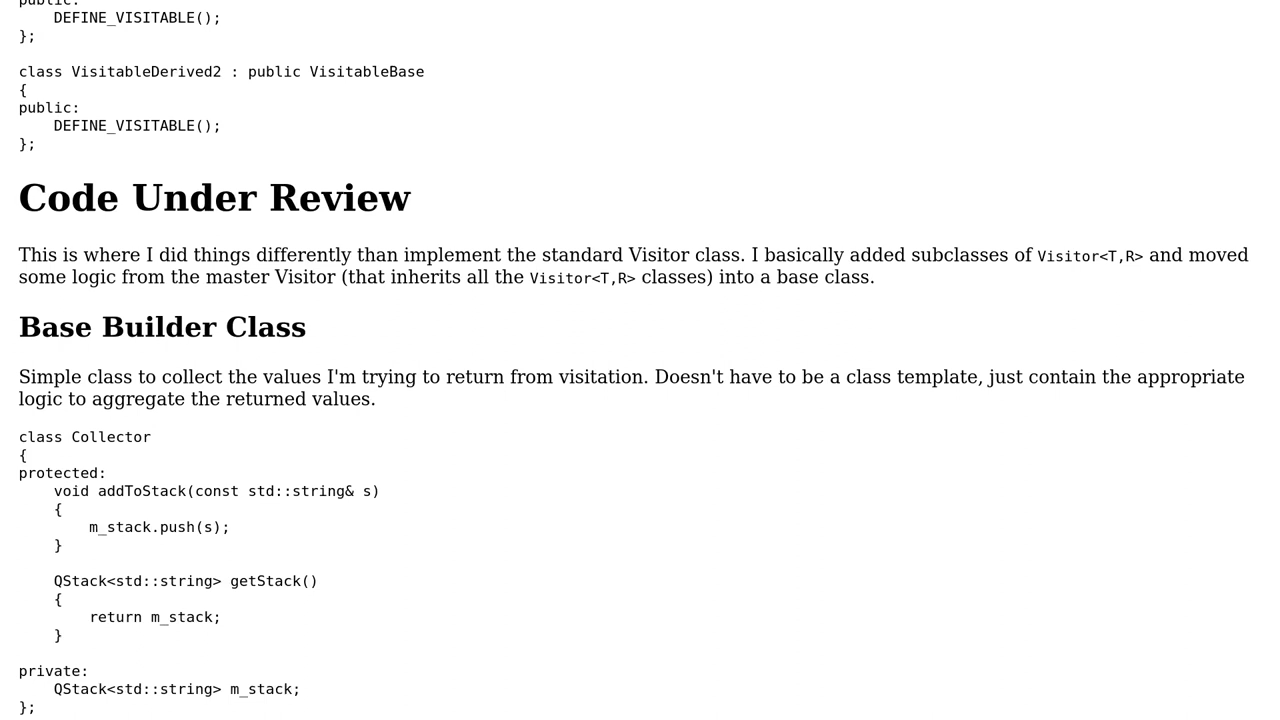 public:
    DEFINE_VISITABLE();
};

class VisitableDerived2 : public VisitableBase
{
public:
    DEFINE_VISITABLE();
};

Code Under Review
This is where I did things differently than implement the standard Visitor class. I basically added subclasses of Visitor<T,R> and moved
some logic from the master Visitor (that inherits all the Visitor<T,R> classes) into a base class.
Base Builder Class
Simple class to collect the values I'm trying to return from visitation. Doesn't have to be a class template, just contain the appropriate
logic to aggregate the returned values.
class Collector
{
protected:
    void addToStack(const std::string& s)
    {
        m_stack.push(s);
    }

    QStack<std::string> getStack()
    {
        return m_stack;
    }

private:
    QStack<std::string> m_stack;
};